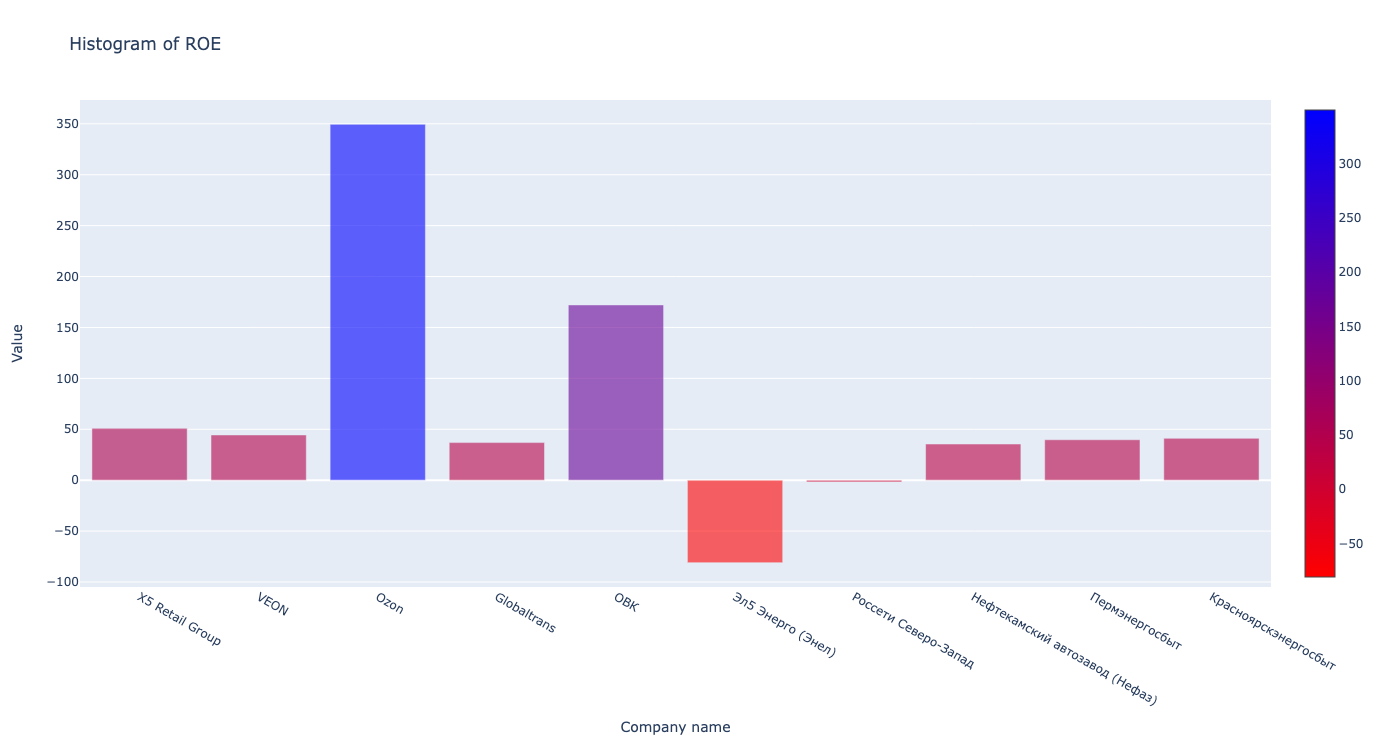 Histogram of ROE
350
300
250
200
150
100
50
0
−50
−100
Value
X5 Retail Group
VEON
Ozon
Globaltrans
ОВК
Эл5 Энерго (Энел)
Россети Северо-Запад
Нефтекамский автозавод (Нефаз)
Пермэнергосбыт
Красноярскэнергосбыт
Company name
300
250
200
150
100
50
0
−50